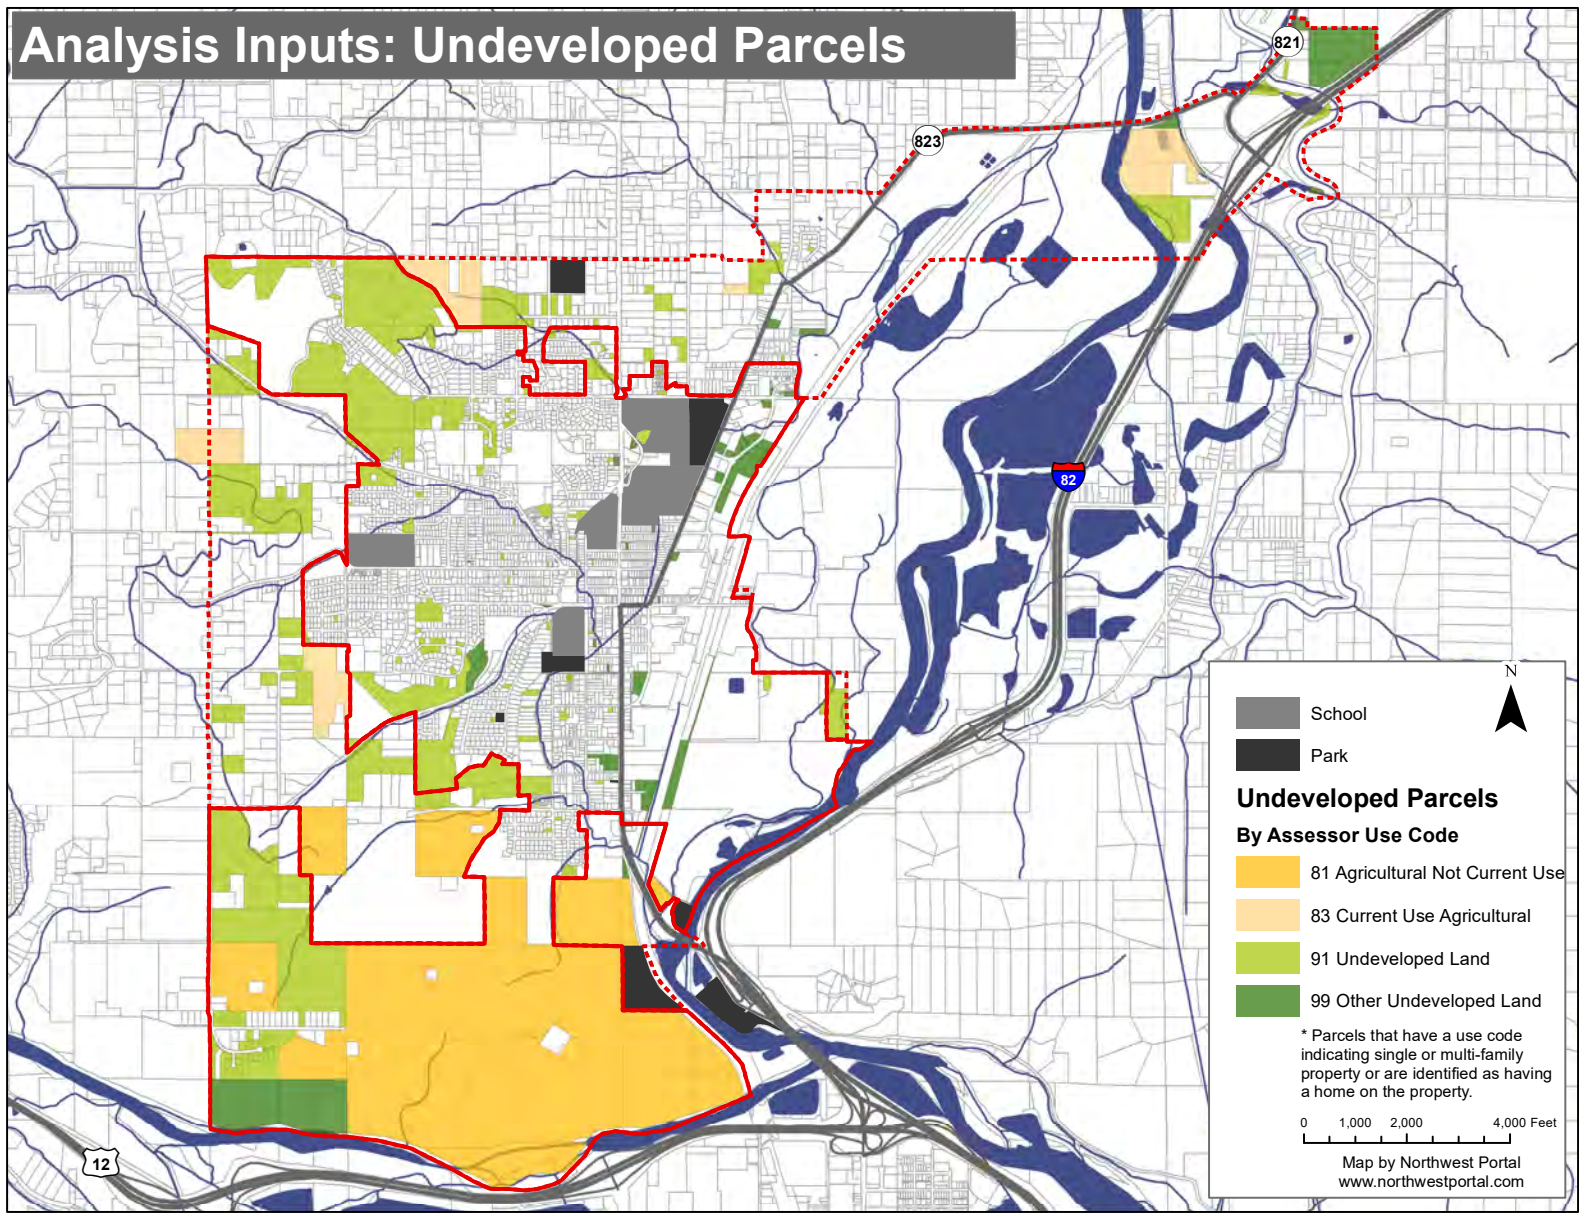 Analysis Inputs: Undeveloped Parcels
821
823
82
12
N
School
Park
Undeveloped Parcels
By Assessor Use Code
81 Agricultural Not Current Use
83 Current Use Agricultural
91 Undeveloped Land
99 Other Undeveloped Land
* Parcels that have a use code
indicating single or multi-family
property or are identified as having
a home on the property.
0 1,000 2,000 4,000 Feet
Map by Northwest Portal
www.northwestportal.com